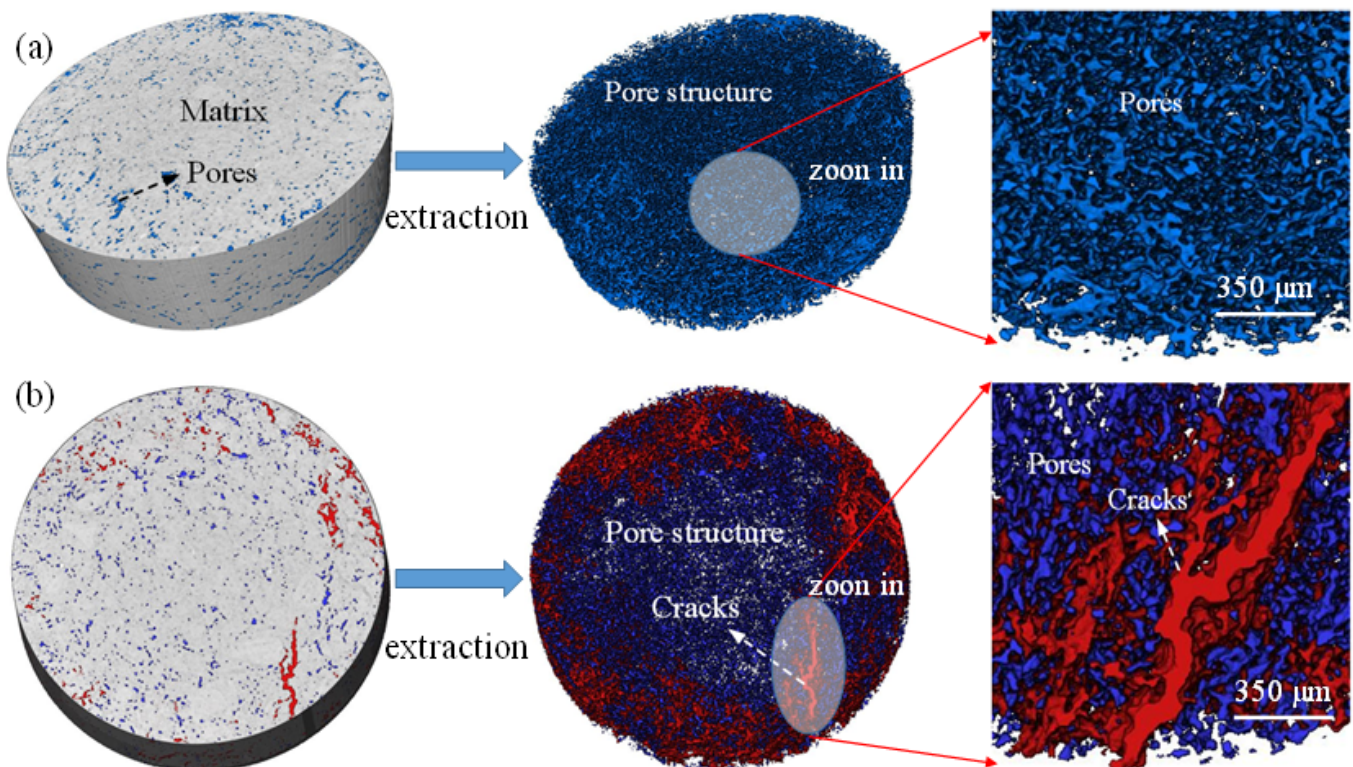 (a)
Matrix
Pores
extraction
Pore structure
zoon in
Pores
350 μm
(b)
extraction
Pore structure
Cracks
zoon in
Pores
Cracks
350 μm